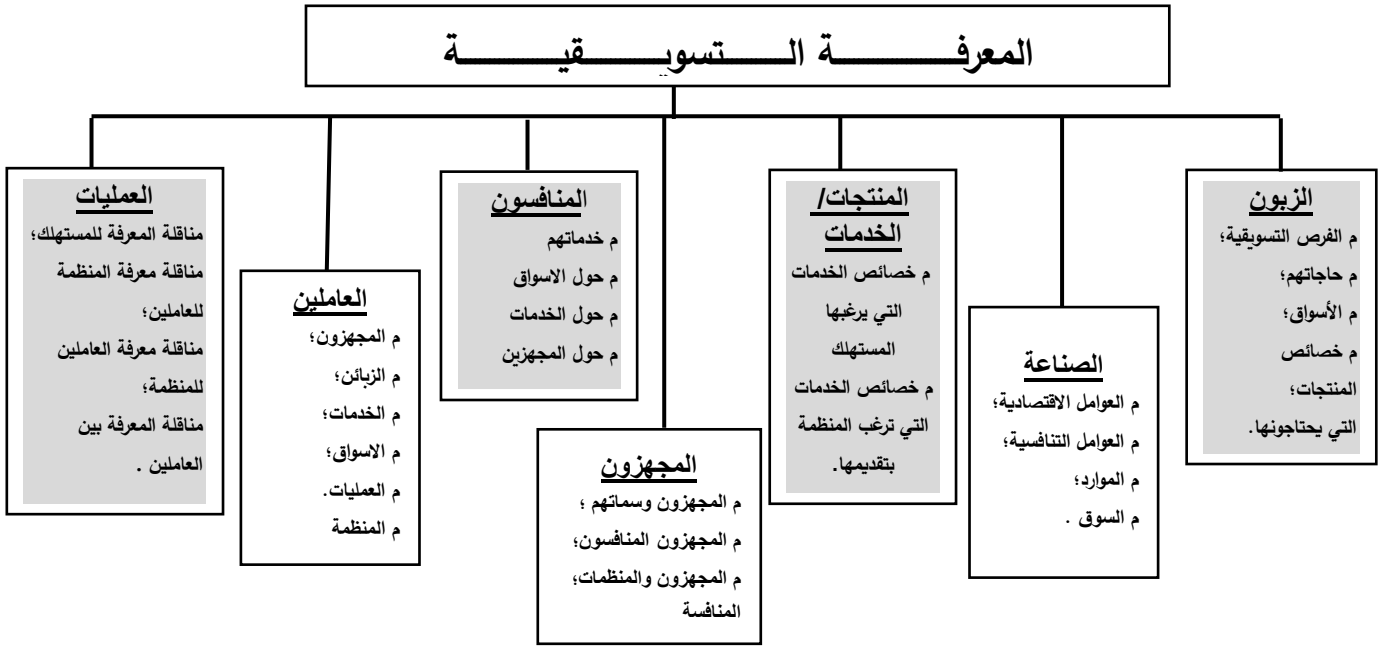 المعرفة التسويقية
الزبون
م الفرص التسويقية؛
م حاجاتهم؛
م الأسواق؛
م خصائص
المنتجات؛
التي يحتاجونها.
الصناعة
م العوامل الاقتصادية؛
م العوامل التنافسية؛
م الموارد؛
م السوق .
المنتجات/
الخدمات
م خصائص الخدمات
التي يرغبها
المستهلك
م خصائص الخدمات
التي ترغب المنظمة
بتقديمها.
المجهزون
م المجهزون وسماتهم ؛
م المجهزون المنافسون؛
م المجهزون والمنظمات؛
المنافسة
المنافسون
م خدماتهم
م حول الاسواق
م حول الخدمات
م حول المجهزين
العاملين
م المجهزون؛
م الزبائن؛
م الخدمات؛
م الاسواق؛
م العمليات.
م المنظمة
العمليات
مناقلة المعرفة للمستهلك؛
مناقلة معرفة المنظمة
للعاملين؛
مناقلة معرفة العاملين
للمنظمة؛
مناقلة المعرفة بين
العاملين .